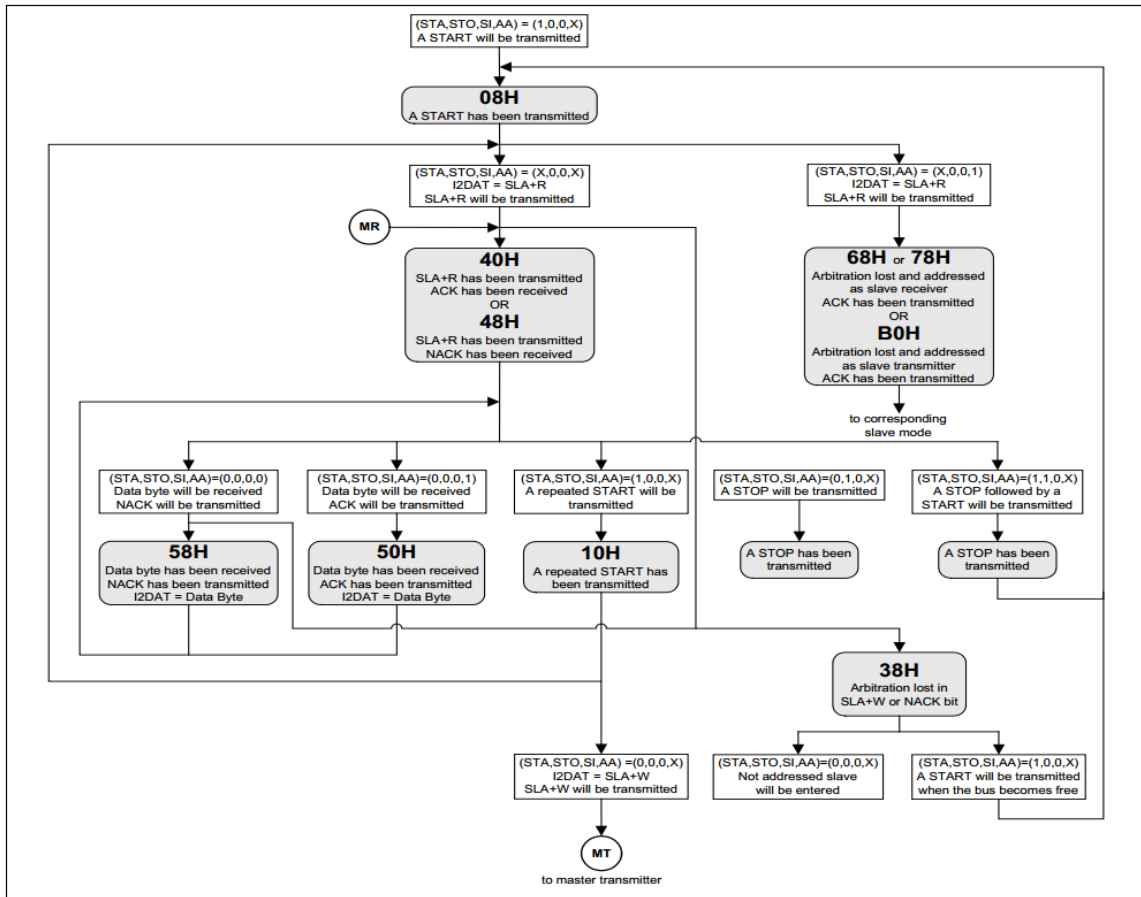 (STA,STO,SI,AA) = (1,0,0,X)
A START will be transmitted
08H
A START has been transmitted
(STA,STO,SI,AA) = (X,0,0,X)
I2DAT = SLA+R
SLA+R will be transmitted
(STA,STO,SI,AA) = (X,0,0,1)
I2DAT = SLA+R
SLA+R will be transmitted
MR
40H
SLA+R has been transmitted
ACK has been received
OR
48H
SLA+R has been transmitted
NACK has been received
68H or 78H
Arbitration lost and addressed
as slave receiver
ACK has been transmitted
OR
B0H
Arbitration lost and addressed
as slave transmitter
ACK has been transmitted
to corresponding
slave mode
(STA,STO,SI,AA)=(0,0,0,0)
Data byte will be received
NACK will be transmitted
(STA,STO,SI,AA)=(0,0,0,1)
Data byte will be received
ACK will be transmitted
(STA,STO,SI,AA)=(1,0,0,X)
A repeated START will be
transmitted
(STA,STO,SI,AA)=(0,1,0,X)
A STOP will be transmitted
(STA,STO,SI,AA)=(1,1,0,X)
A STOP followed by a
START will be transmitted
58H
Data byte has been received
NACK has been transmitted
I2DAT = Data Byte
50H
Data byte has been received
ACK has been transmitted
I2DAT = Data Byte
10H
A repeated START has
been transmitted
A STOP has been
transmitted
A STOP has been
transmitted
38H
Arbitration lost in
SLA+W or NACK bit
(STA,STO,SI,AA) =(0,0,0,X)
I2DAT = SLA+W
SLA+W will be transmitted
(STA,STO,SI,AA)=(0,0,0,X)
Not addressed slave
will be entered
(STA,STO,SI,AA)=(1,0,0,X)
A START will be transmitted
when the bus becomes free
MT
to master transmitter